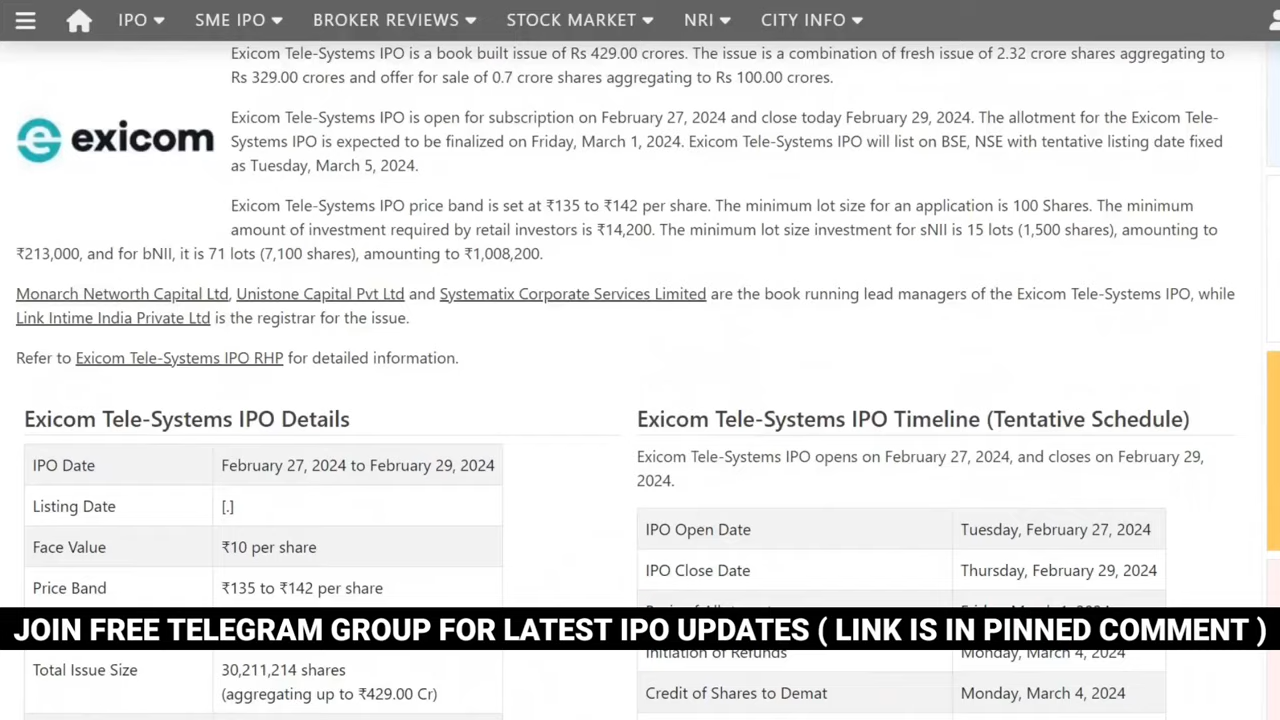 IPO SME IPO BROKER REVIEWS STOCK MARKET NRI CITY INFO
Exicom Tele-Systems IPO is a book built issue of Rs 429.00 crores. The issue is a combination of fresh issue of 2.32 crore shares aggregating to
Rs 329.00 crores and offer for sale of 0.7 crore shares aggregating to Rs 100.00 crores.
exicom
Exicom Tele-Systems IPO is open for subscription on February 27, 2024 and close today February 29, 2024. The allotment for the Exicom Tele-
Systems IPO is expected to be finalized on Friday, March 1, 2024. Exicom Tele-Systems IPO will list on BSE, NSE with tentative listing date fixed
as Tuesday, March 5, 2024.
Exicom Tele-Systems IPO price band is set at ₹135 to ₹142 per share. The minimum lot size for an application is 100 Shares. The minimum
amount of investment required by retail investors is ₹14,200. The minimum lot size investment for sNII is 15 lots (1,500 shares), amounting to
₹213,000, and for bNII, it is 71 lots (7,100 shares), amounting to ₹1,008,200.
Monarch Networth Capital Ltd, Unistone Capital Pvt Ltd and Systematix Corporate Services Limited are the book running lead managers of the Exicom Tele-Systems IPO, while
Link Intime India Private Ltd is the registrar for the issue.
Refer to Exicom Tele-Systems IPO RHP for detailed information.
Exicom Tele-Systems IPO Details
IPO Date February 27, 2024 to February 29, 2024
Listing Date [.]
Face Value ₹10 per share
Price Band ₹135 to ₹142 per share
Total Issue Size 30,211,214 shares
(aggregating up to ₹429.00 Cr)
Exicom Tele-Systems IPO Timeline (Tentative Schedule)
Exicom Tele-Systems IPO opens on February 27, 2024, and closes on February 29,
2024.
IPO Open Date Tuesday, February 27, 2024
IPO Close Date Thursday, February 29, 2024
Initiation of Refunds Monday, March 4, 2024
Credit of Shares to Demat Monday, March 4, 2024
JOIN FREE TELEGRAM GROUP FOR LATEST IPO UPDATES ( LINK IS IN PINNED COMMENT )